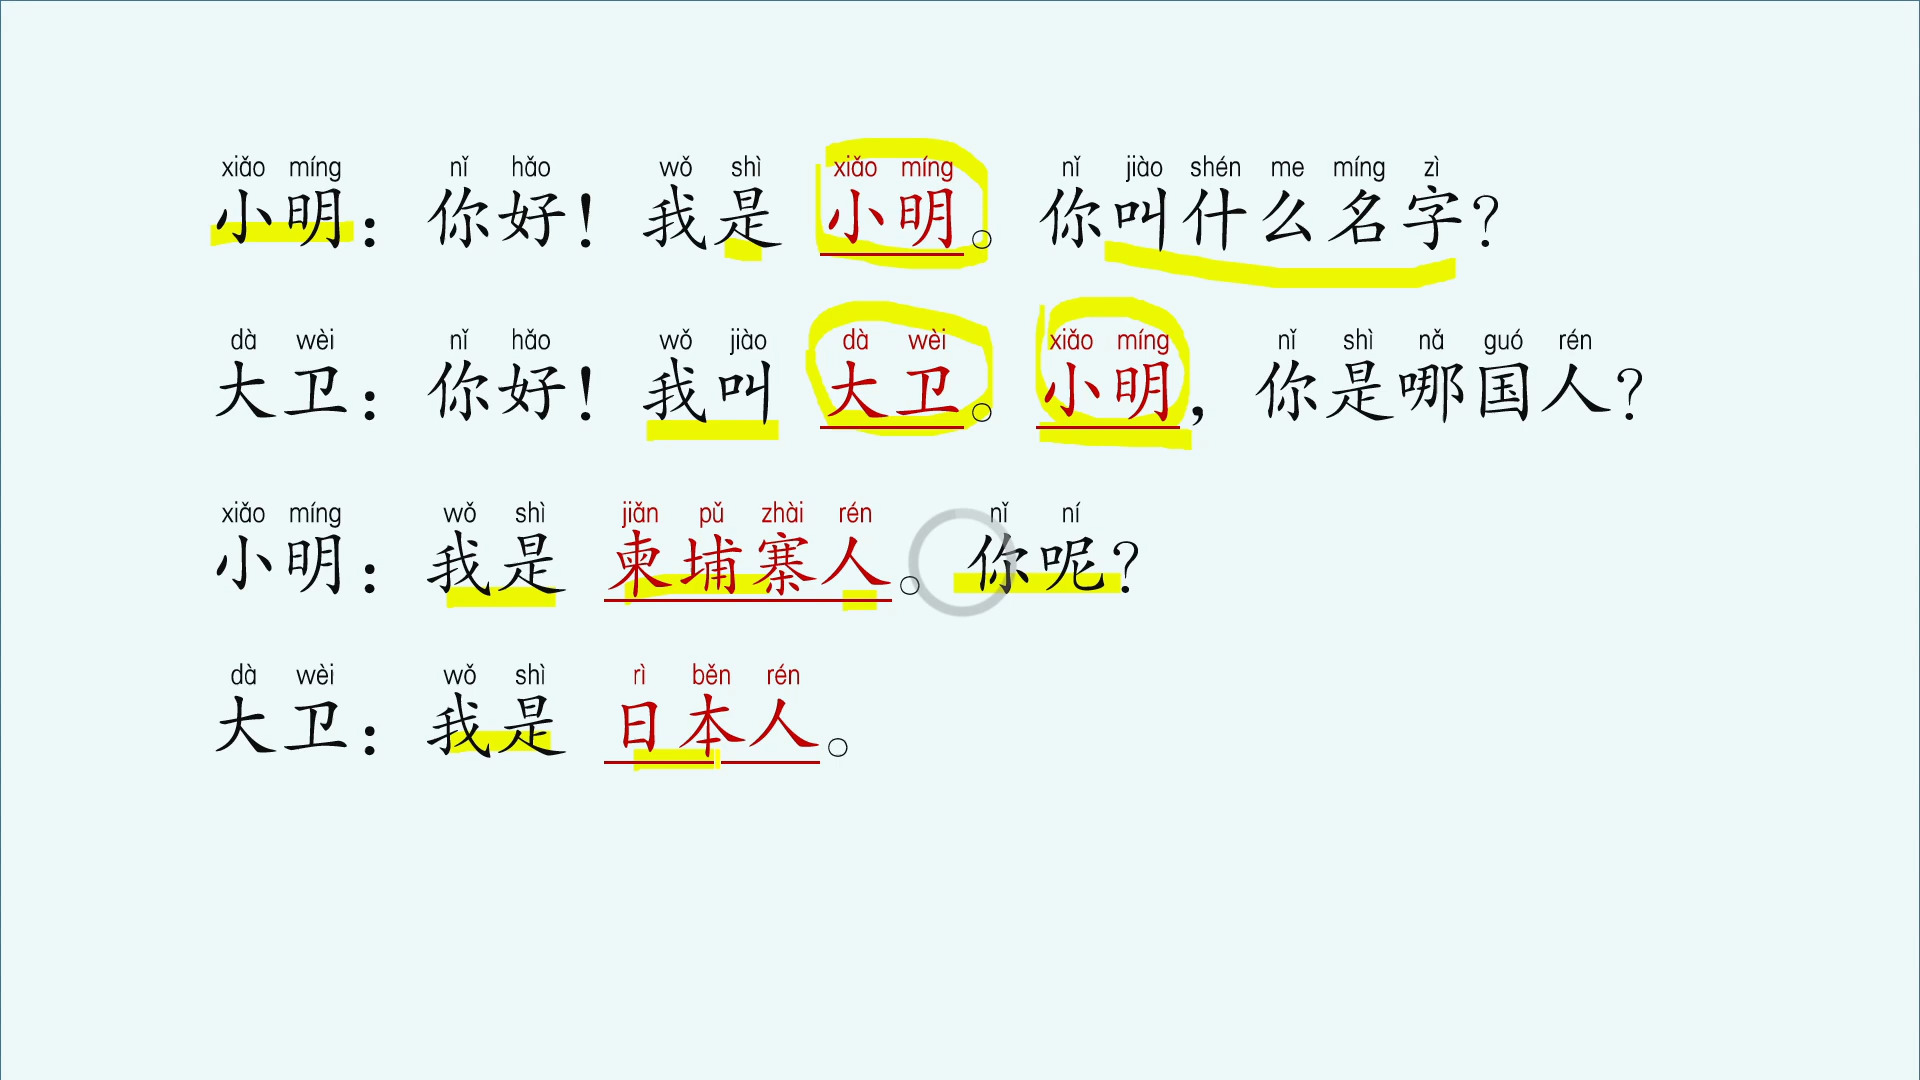 xiǎo míng nǐ hǎo wǒ shì xiǎo míng nǐ jiào shén me míng zì
小明：你好！我是 小明。你叫什么名字？
dà wèi nǐ hǎo wǒ jiào dà wèi xiǎo míng nǐ shì nǎ guó rén
大卫：你好！我叫 大卫。小明，你是哪国人？
xiǎo míng wǒ shì jiǎn pǔ zhài rén nǐ ní
小明：我是 柬埔寨人。你呢？
dà wèi wǒ shì rì běn rén
大卫：我是 日本人。